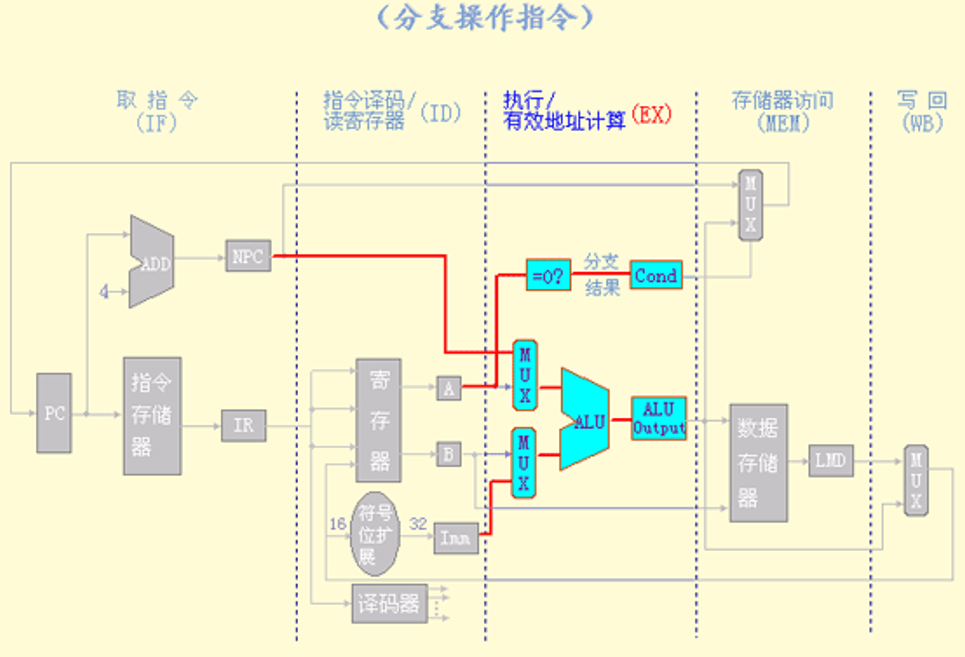 （分支操作指令）
取 指 令
(IF)
指令译码/
读寄存器
(ID)
执行/
有效地址计算
(EX)
存储器访问
(MEM)
写 回
(WB)
MUX
ADD
NPC
4
=0?
分支
结果
Cond
PC
指令
存储
器
IR
寄
存
器
A
B
MUX
MUX
ALU
ALU
Output
数据
存储
器
LMD
MUX
16
符号
位扩
展
32
Imm
译码器